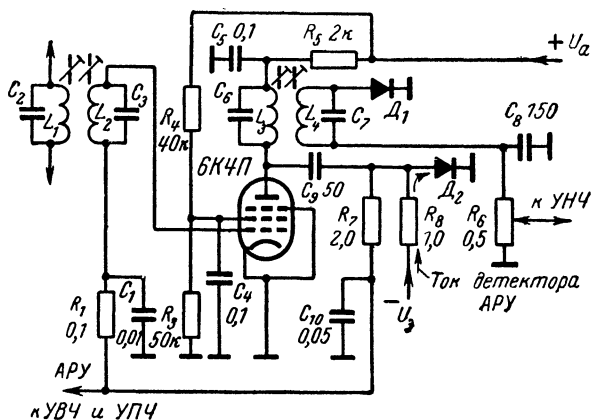 C5 0,1
R5 2к
+Uа
C2
L1
L2
C3
R4
40к
C6
L3
L4
C7
Д1
C8 150
6К4П
C9 50
Д2
R7
2,0
R8
1,0
R6
0,5
к УНЧ
Ток детектора
АРУ
−Uэ
C4
0,1
C10
0,05
R1
0,1
C1
0,01
R3
50к
АРУ
к УВЧ и УПЧ